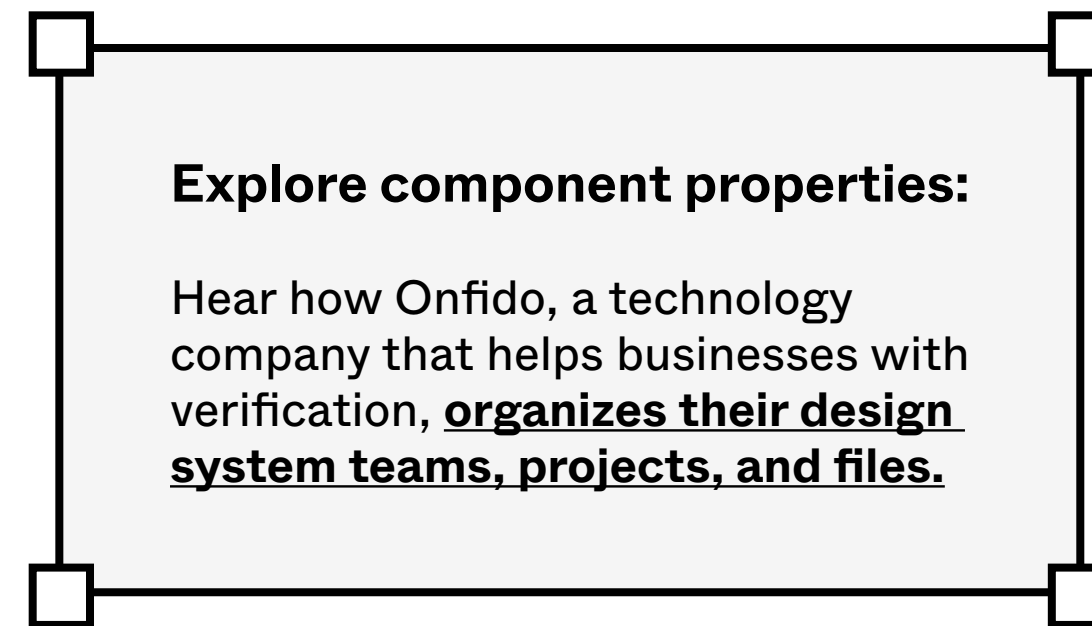 Explore component properties:
Hear how Onfido, a technology
company that helps businesses with
verification, organizes their design
system teams, projects, and files.